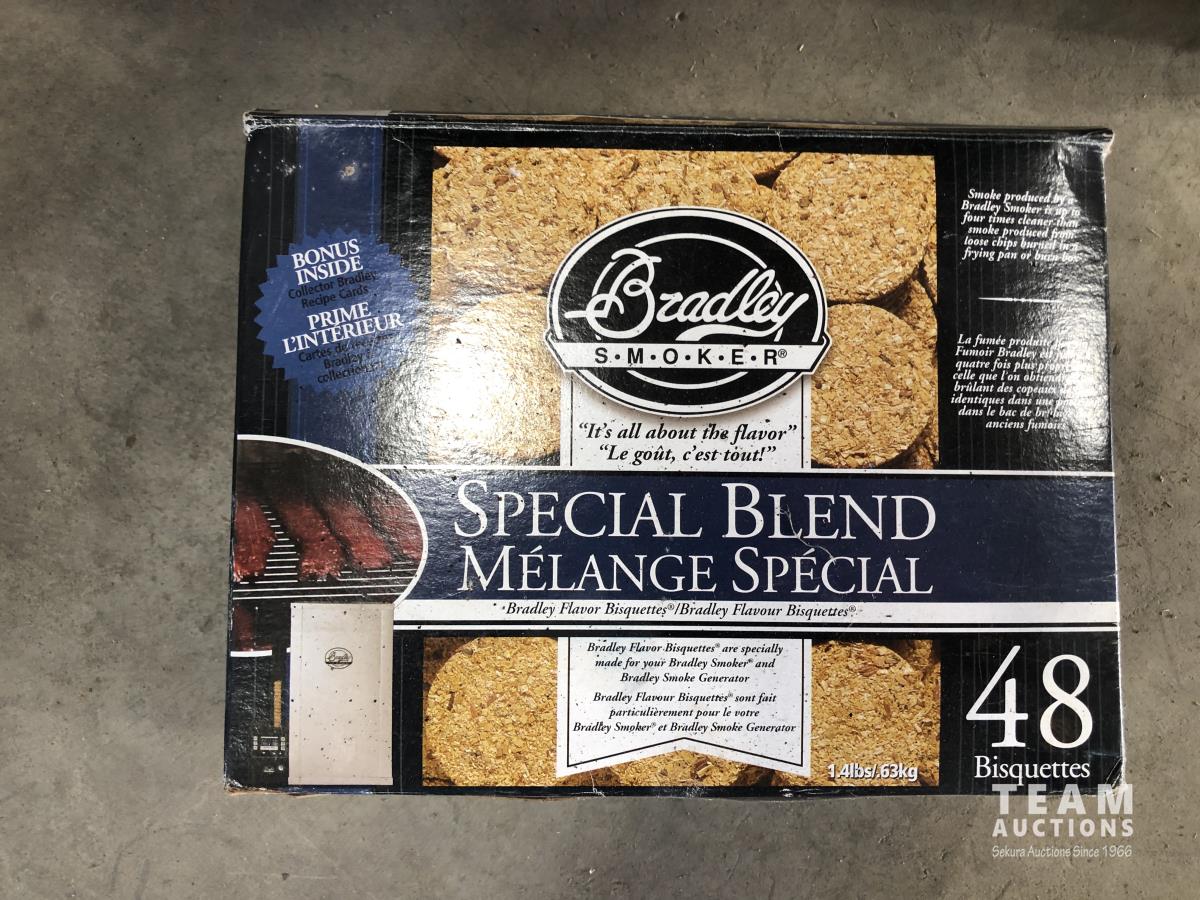 BONUS
INSIDE
Collector Bradley
Recipe Cards
PRIME
L'INTÉRIEUR
Bradley
S•M•O•K•E•R®
"It's all about the flavor"
"Le goût, c'est tout!"
Smoke produced by a
Bradley Smoker is up to
four times cleaner than
smoke produced from
loose chips burned in a
frying pan or burn box
La fumée produite
Fumoir Bradley est
quatre fois plus
celle que l'on
brûlant des copeaux
identiques dans une
dans le bac de
anciens
SPECIAL BLEND
MÉLANGE SPÉCIAL
Bradley Flavor Bisquettes®/Bradley Flavour Bisquettes®
Bradley
Bradley Flavor Bisquettes® are specially
made for your Bradley Smoker® and
Bradley Smoke Generator
Bradley Flavour Bisquettes® sont fait
particulièrement pour le votre
Bradley Smoker® et Bradley Smoke Generator
1.4lbs/.63kg
48
Bisquettes
TEAM
AUCTIONS
Sekura Auctions Since 1966